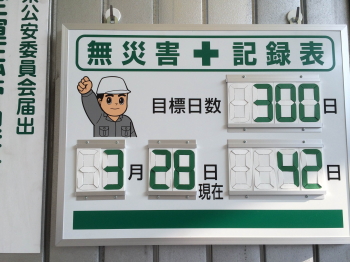 無災害✚記録表
目標日数 300日
3月28日現在 42日
公安委員会届出